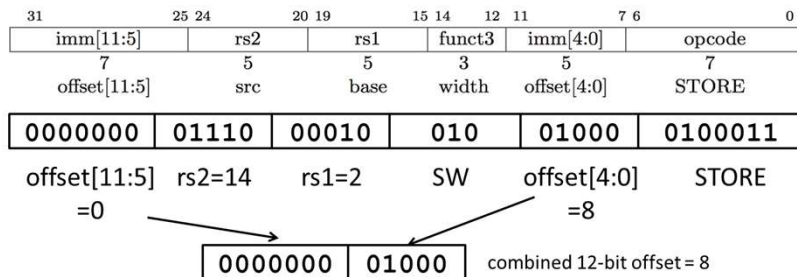 31 25 24 20 19 15 14 12 11 7 6 0
imm[11:5] rs2 rs1 funct3 imm[4:0] opcode
7 5 5 3 5 7
offset[11:5] src base width offset[4:0] STORE
0000000 01110 00010 010 01000 0100011
offset[11:5] rs2=14 rs1=2 SW offset[4:0] STORE
=0 =8
0000000 01000 combined 12-bit offset = 8